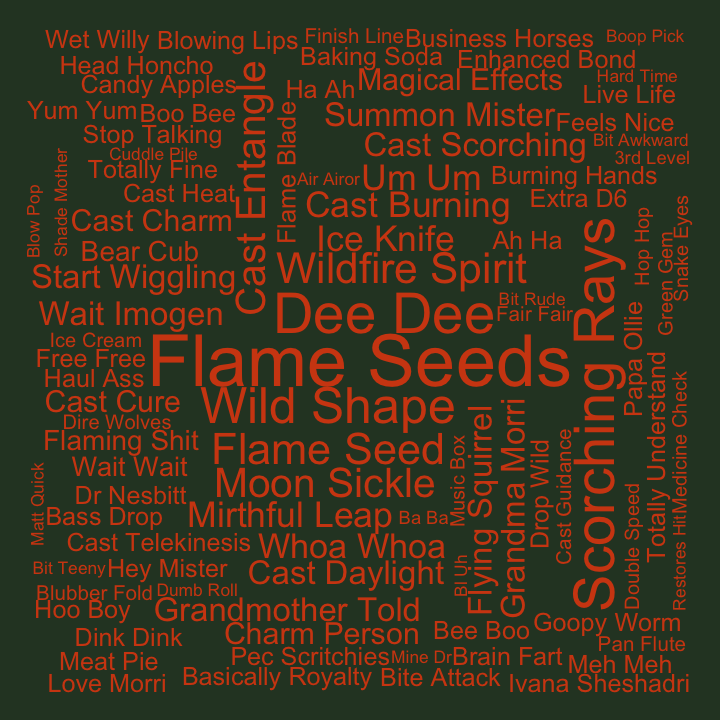 Wet Willy
Blowing Lips
Finish Line
Business Horses
Boop Pick
Head Honcho
Baking Soda
Enhanced Bond
Candy Apples
Ha Ah
Magical Effects
Hard Time
Live Life
Yum Yum
Boo Bee
Cast Entangle
Flame Blade
Summon Mister
Feels Nice
Stop Talking
Cast Scorching
Bit Awkward
Cuddle Pile
3rd Level
Totally Fine
Air Airor
Um Um
Burning Hands
Blow Pop
Shade Mother
Cast Heat
Cast Burning
Extra D6
Cast Charm
Ice Knife
Ah Ha
Hop Hop
Green Gem
Snake Eyes
Bear Cub
Start Wiggling
Wildfire Spirit
Scorching Rays
Wait Imogen
Dee Dee
Bit Rude
Fair Fair
Papa Ollie
Ice Cream
Free Free
Flame Seeds
Haul Ass
Cast Cure
Wild Shape
Totally Understand
Medicine Check
Dire Wolves
Flaming Shit
Flame Seed
Music Box
Flying Squirrel
Grandma Morri
Drop Wild
Cast Guidance
Wait Wait
Moon Sickle
Matt Quick
Dr Nesbitt
Bass Drop
Mirthful Leap
Ba Ba
Double Speed
Restores Hit
Cast Telekinesis
Whoa Whoa
Bit Teeny
Hey Mister
Cast Daylight
Bl Uh
Blubber Fold
Dumb Roll
Hoo Boy
Grandmother Told
Goopy Worm
Dink Dink
Charm Person
Bee Boo
Pan Flute
Meat Pie
Pec Scritchies
Mine Dr
Brain Fart
Meh Meh
Love Morri
Basically Royalty
Bite Attack
Ivana Sheshadri